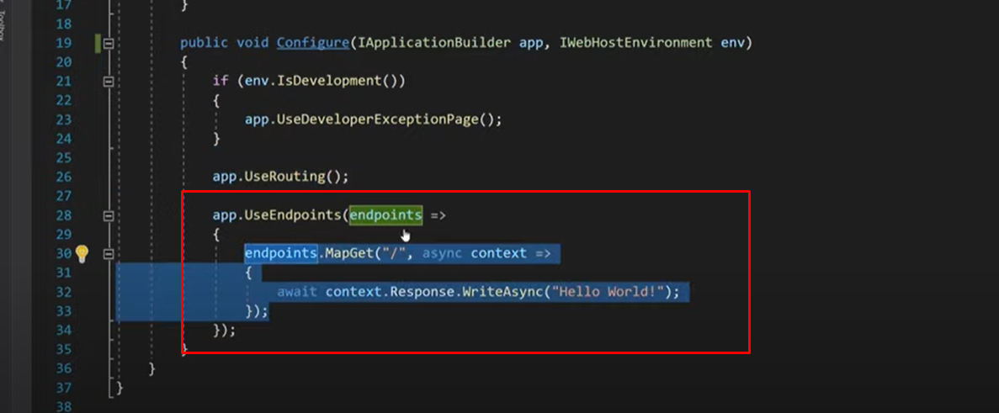 Toolbox
17 }
18
19 public void Configure(IApplicationBuilder app, IWebHostEnvironment env)
20 {
21 if (env.IsDevelopment())
22 {
23 app.UseDeveloperExceptionPage();
24 }
25
26 app.UseRouting();
27
28 app.UseEndpoints(endpoints =>
29 {
30 endpoints.MapGet("/", async context =>
31 {
32 await context.Response.WriteAsync("Hello World!");
33 });
34 });
35 }
36 }
37 }
38